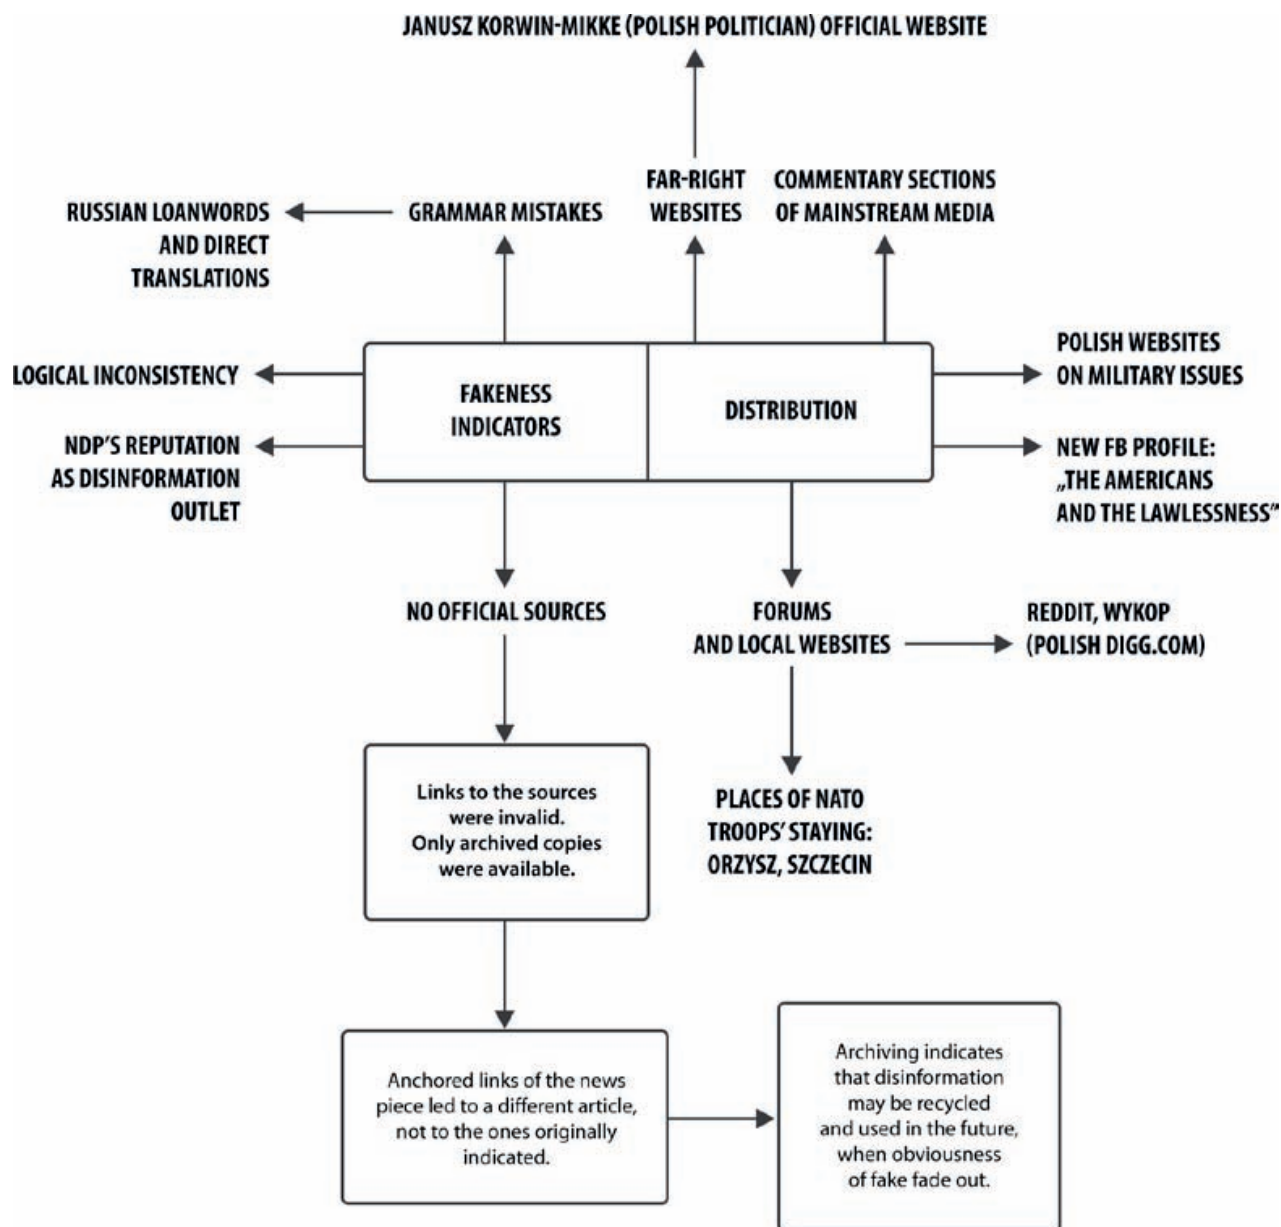 JANUSZ KORWIN-MIKKE (POLISH POLITICIAN) OFFICIAL WEBSITE
FAR-RIGHT
WEBSITES
COMMENTARY SECTIONS
OF MAINSTREAM MEDIA
RUSSIAN LOANWORDS
AND DIRECT
TRANSLATIONS
GRAMMAR MISTAKES
LOGICAL INCONSISTENCY
NDP'S REPUTATION
AS DISINFORMATION
OUTLET
FAKENESS
INDICATORS
DISTRIBUTION
POLISH WEBSITES
ON MILITARY ISSUES
NEW FB PROFILE:
„THE AMERICANS
AND THE LAWLESSNESS”
NO OFFICIAL SOURCES
FORUMS
AND LOCAL WEBSITES
REDDIT, WYKOP
(POLISH DIGG.COM)
Links to the sources
were invalid.
Only archived copies
were available.
PLACES OF NATO
TROOPS' STAYING:
ORZYSZ, SZCZECIN
Anchored links of the news
piece led to a different article,
not to the ones originally
indicated.
Archiving indicates
that disinformation
may be recycled
and used in the future,
when obviousness
of fake fade out.